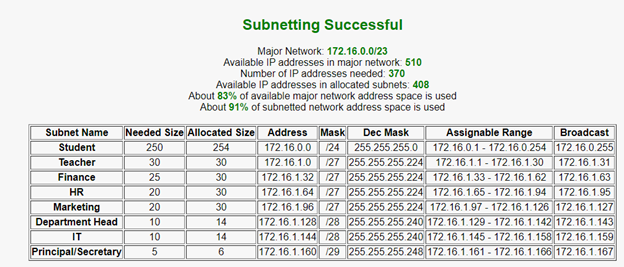 Subnetting Successful
Major Network: 172.16.0.0/23
Available IP addresses in major network: 510
Number of IP addresses needed: 370
Available IP addresses in allocated subnets: 408
About 83% of available major network address space is used
About 91% of subnetted network address space is used
Subnet Name Needed Size Allocated Size Address Mask Dec Mask Assignable Range Broadcast
Student 250 254 172.16.0.0 /24 255.255.255.0 172.16.0.1 - 172.16.0.254 172.16.0.255
Teacher 30 30 172.16.1.0 /27 255.255.255.224 172.16.1.1 - 172.16.1.30 172.16.1.31
Finance 25 30 172.16.1.32 /27 255.255.255.224 172.16.1.33 - 172.16.1.62 172.16.1.63
HR 20 30 172.16.1.64 /27 255.255.255.224 172.16.1.65 - 172.16.1.94 172.16.1.95
Marketing 20 30 172.16.1.96 /27 255.255.255.224 172.16.1.97 - 172.16.1.126 172.16.1.127
Department Head 10 14 172.16.1.128 /28 255.255.255.240 172.16.1.129 - 172.16.1.142 172.16.1.143
IT 10 14 172.16.1.144 /28 255.255.255.240 172.16.1.145 - 172.16.1.158 172.16.1.159
Principal/Secretary 5 6 172.16.1.160 /29 255.255.255.248 172.16.1.161 - 172.16.1.166 172.16.1.167